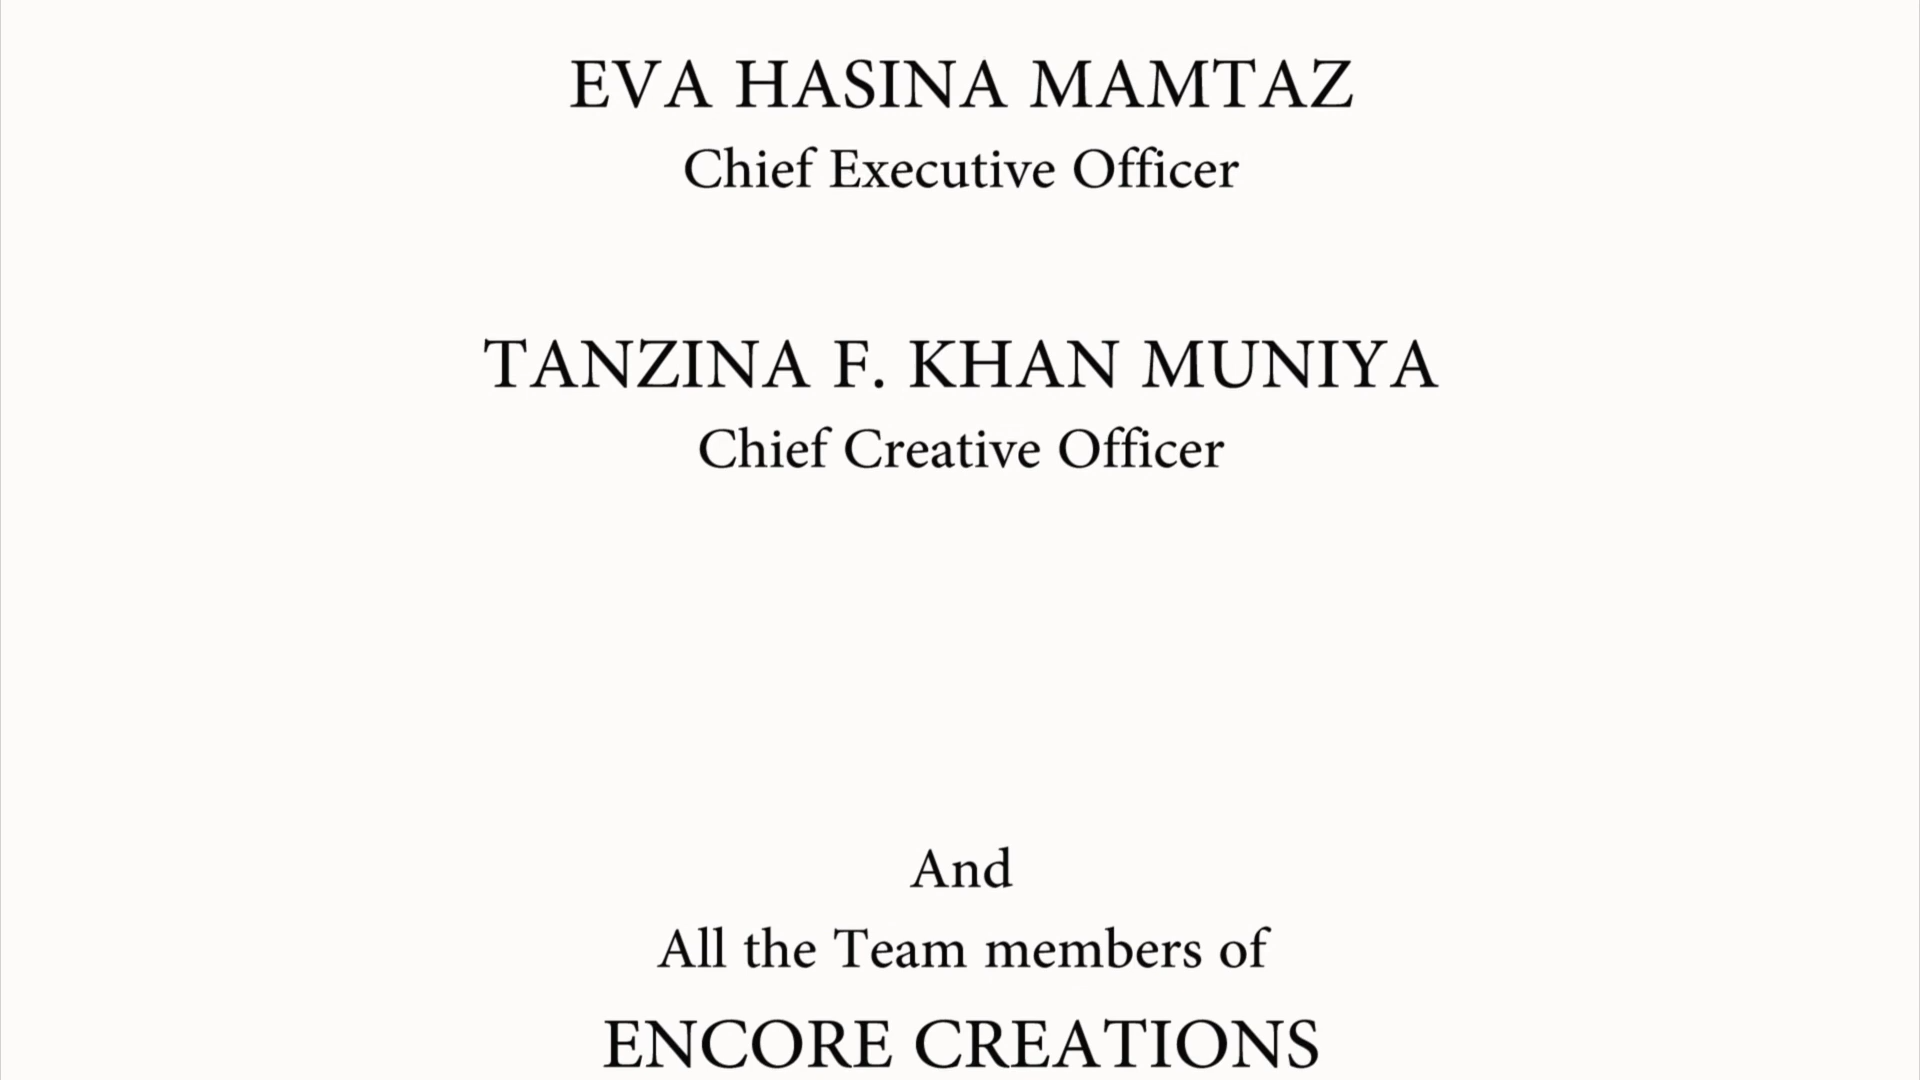 EVA HASINA MAMTAZ
Chief Executive Officer
TANZINA F. KHAN MUNIYA
Chief Creative Officer
And
All the Team members of
ENCORE CREATIONS